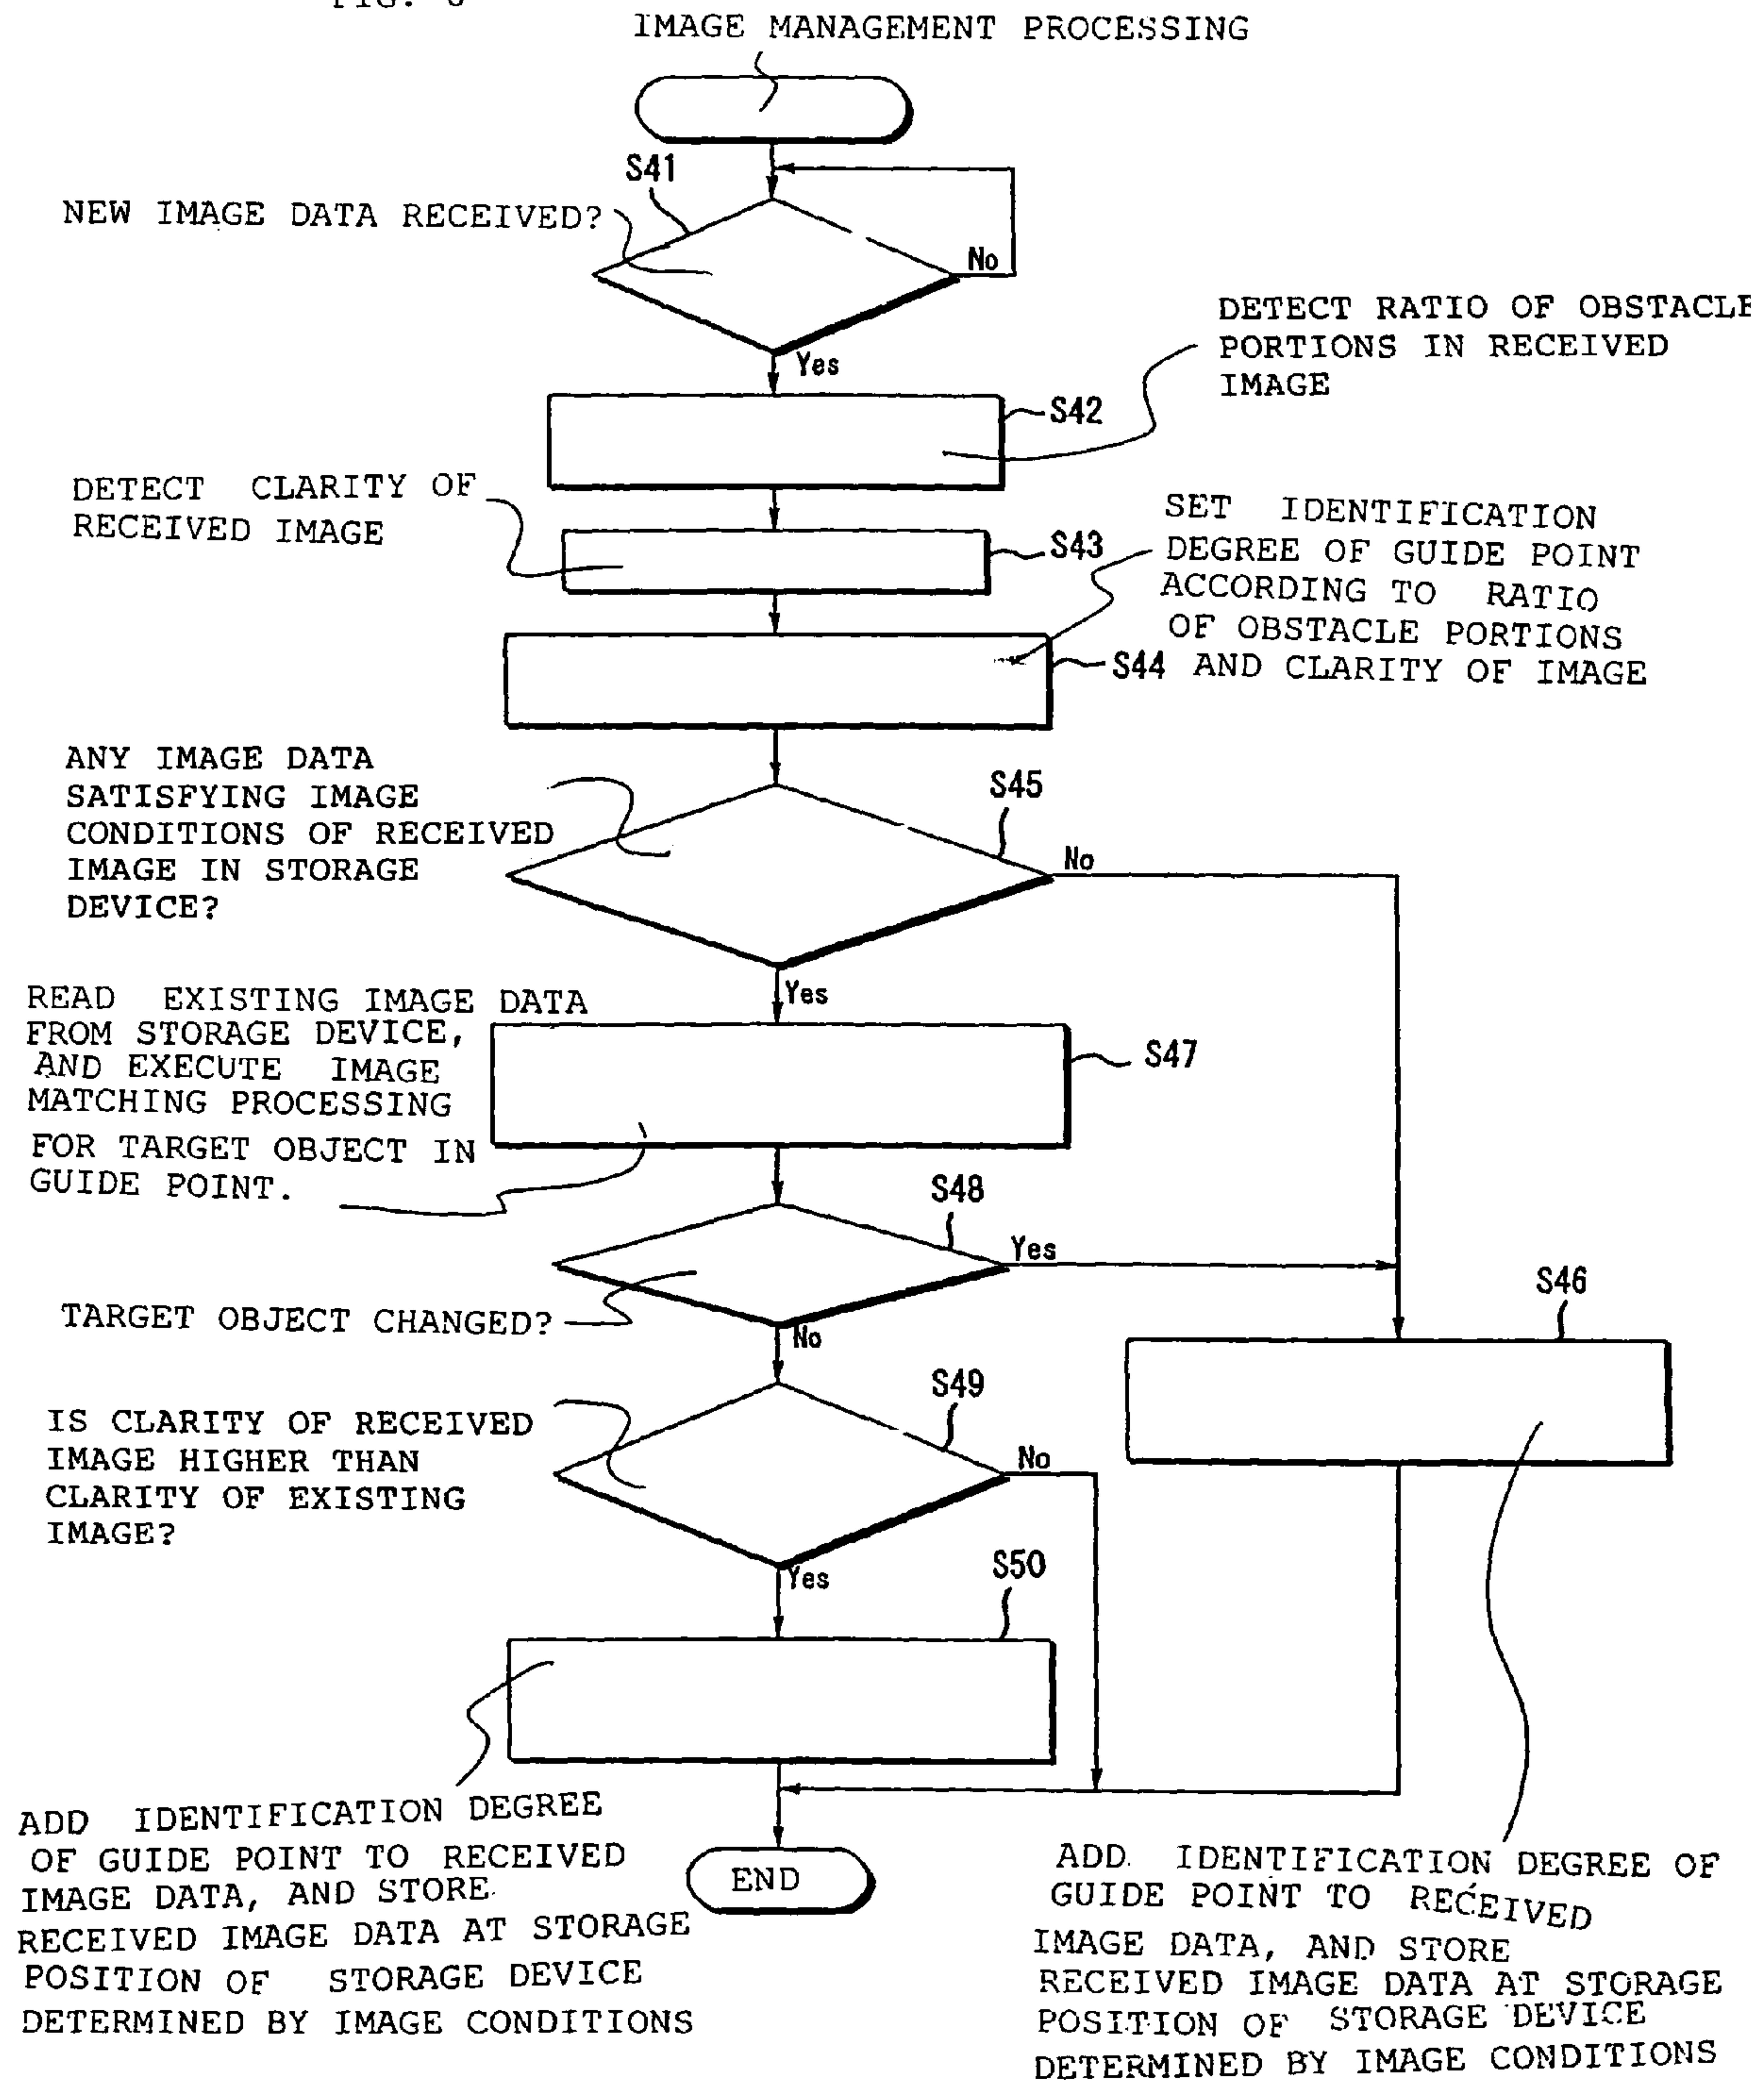 IMAGE MANAGEMENT PROCESSING
S41
NEW IMAGE DATA RECEIVED?
No
Yes
DETECT RATIO OF OBSTACLE
PORTIONS IN RECEIVED
IMAGE
S42
DETECT CLARITY OF
RECEIVED IMAGE
S43
SET IDENTIFICATION
DEGREE OF GUIDE POINT
ACCORDING TO RATIO
OF OBSTACLE PORTIONS
AND CLARITY OF IMAGE
S44
ANY IMAGE DATA
SATISFYING IMAGE
CONDITIONS OF RECEIVED
IMAGE IN STORAGE
DEVICE?
S45
No
Yes
READ EXISTING IMAGE DATA
FROM STORAGE DEVICE,
AND EXECUTE IMAGE
MATCHING PROCESSING
FOR TARGET OBJECT IN
GUIDE POINT.
S47
S48
Yes
TARGET OBJECT CHANGED?
No
S46
S49
IS CLARITY OF RECEIVED
IMAGE HIGHER THAN
CLARITY OF EXISTING
IMAGE?
No
Yes
S50
ADD IDENTIFICATION DEGREE
OF GUIDE POINT TO RECEIVED
IMAGE DATA, AND STORE
RECEIVED IMAGE DATA AT STORAGE
POSITION OF STORAGE DEVICE
DETERMINED BY IMAGE CONDITIONS
END
ADD IDENTIFICATION DEGREE OF
GUIDE POINT TO RECEIVED
IMAGE DATA, AND STORE
RECEIVED IMAGE DATA AT STORAGE
POSITION OF STORAGE DEVICE
DETERMINED BY IMAGE CONDITIONS